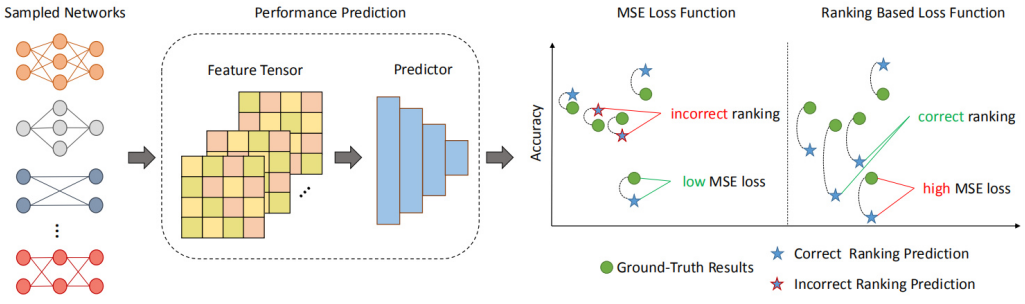 Sampled Networks
Performance Prediction
MSE Loss Function
Ranking Based Loss Function
Feature Tensor
Predictor
Accuracy
incorrect ranking
low MSE loss
correct ranking
high MSE loss
Ground-Truth Results
Correct Ranking Prediction
Incorrect Ranking Prediction